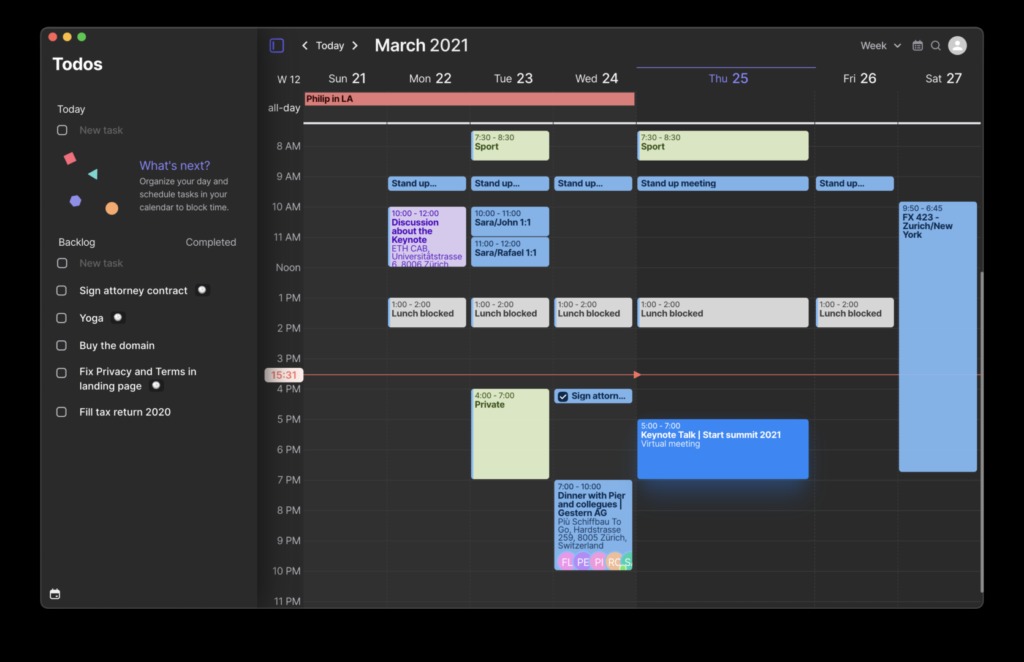 Todos
Today
New task
What's next?
Organize your day and
schedule tasks in your
calendar to block time.
Backlog Completed
New task
Sign attorney contract
Yoga
Buy the domain
Fix Privacy and Terms in
landing page
Fill tax return 2020
Today
March 2021
Week
W 12
Sun 21
Mon 22
Tue 23
Wed 24
Thu 25
Fri 26
Sat 27
all-day
Philip in LA
8 AM
9 AM
10 AM
11 AM
Noon
1 PM
2 PM
3 PM
15:31
4 PM
5 PM
6 PM
7 PM
8 PM
9 PM
10 PM
11 PM
Stand up...
10:00 - 12:00
Discussion
about the
Keynote
ETH CAB,
Universitätstrasse
6, 8006 Zürich
1:00 - 2:00
Lunch blocked
7:30 - 8:30
Sport
Stand up...
10:00 - 11:00
Sara/John 1:1
11:00 - 12:00
Sara/Rafael 1:1
1:00 - 2:00
Lunch blocked
4:00 - 7:00
Private
Stand up...
1:00 - 2:00
Lunch blocked
Sign attorn...
7:00 - 10:00
Dinner with Pier
and collegues |
Gestern AG
Più Schiffbau To
Go, Hardstrasse
259, 8005 Zürich,
Switzerland
FL PE PI RC S
7:30 - 8:30
Sport
Stand up meeting
1:00 - 2:00
Lunch blocked
5:00 - 7:00
Keynote Talk | Start summit 2021
Virtual meeting
Stand up...
1:00 - 2:00
Lunch blocked
9:50 - 6:45
FX 423 -
Zurich/New
York